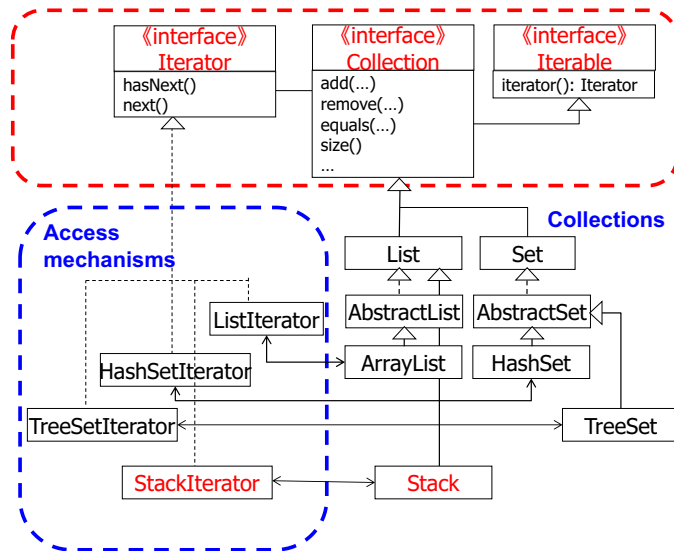 《interface》
Iterator
hasNext()
next()
《interface》
Collection
add(…)
remove(…)
equals(…)
size()
…
《interface》
Iterable
iterator(): Iterator
Access
mechanisms
Collections
List
Set
ListIterator
AbstractList
AbstractSet
HashSetIterator
ArrayList
HashSet
TreeSetIterator
TreeSet
StackIterator
Stack